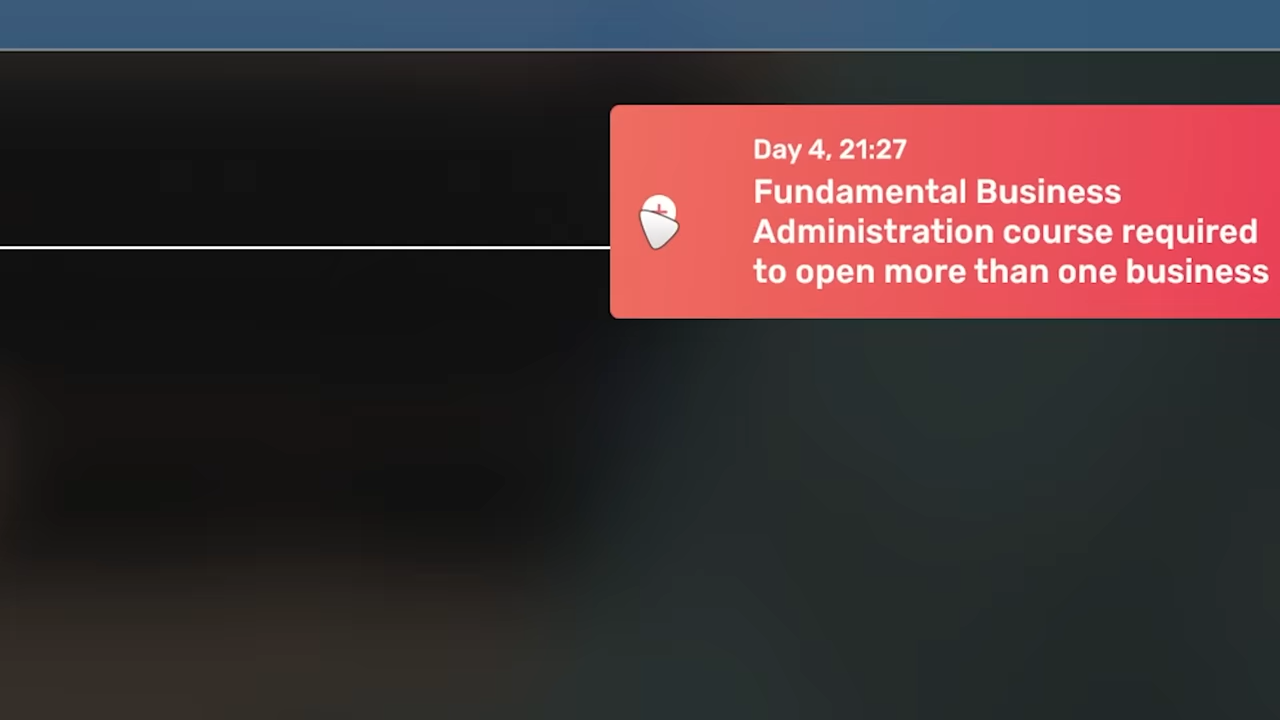 Day 4, 21:27
Fundamental Business
Administration course required
to open more than one business